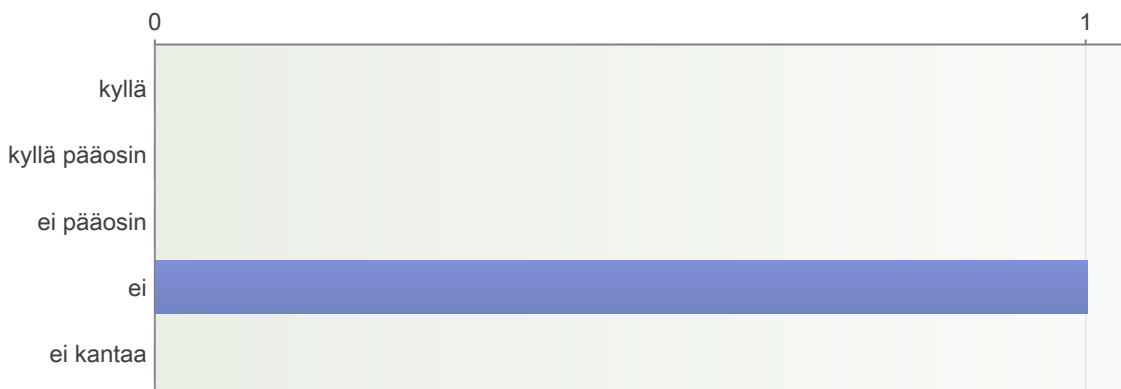 0 1
kyllä
kyllä pääosin
ei pääosin
ei
ei kantaa